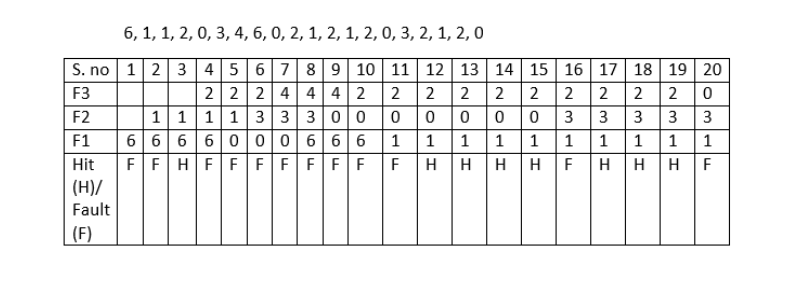 6, 1, 1, 2, 0, 3, 4, 6, 0, 2, 1, 2, 1, 2, 0, 3, 2, 1, 2, 0
S. no 1 2 3 4 5 6 7 8 9 10 11 12 13 14 15 16 17 18 19 20
F3 2 2 2 4 4 4 2 2 2 2 2 2 2 2 2 2 0
F2 1 1 1 1 3 3 3 0 0 0 0 0 0 0 3 3 3 3 3
F1 6 6 6 6 0 0 0 6 6 6 1 1 1 1 1 1 1 1 1 1
Hit F F H F F F F F F F F H H H H F H H H F
(H)/
Fault
(F)